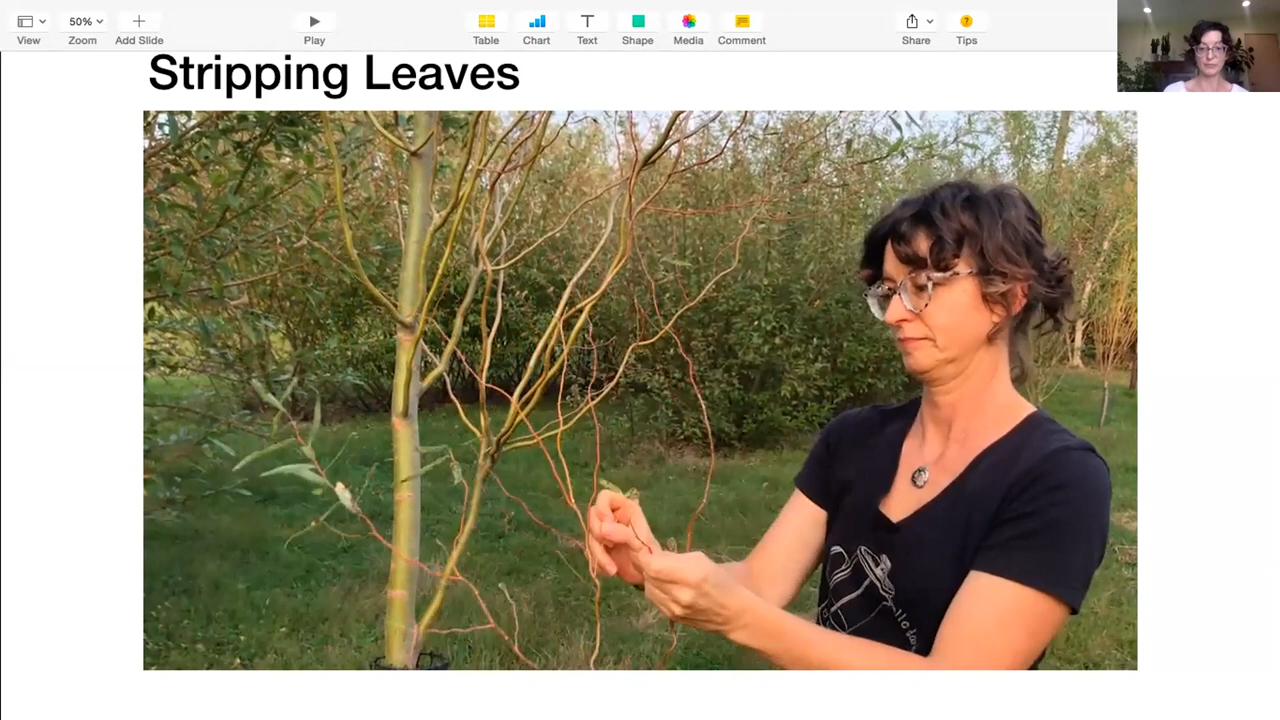 50%
View
Zoom
Add Slide
Play
Table
Chart
Text
Shape
Media
Comment
Share
Tips
Stripping Leaves